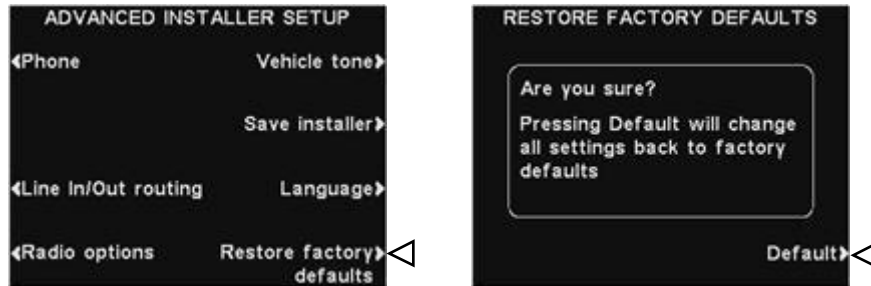 ADVANCED INSTALLER SETUP
Phone
Vehicle tone
Save installer
Line In/Out routing
Language
Radio options
Restore factory
defaults
RESTORE FACTORY DEFAULTS
Are you sure?
Pressing Default will change
all settings back to factory
defaults
Default